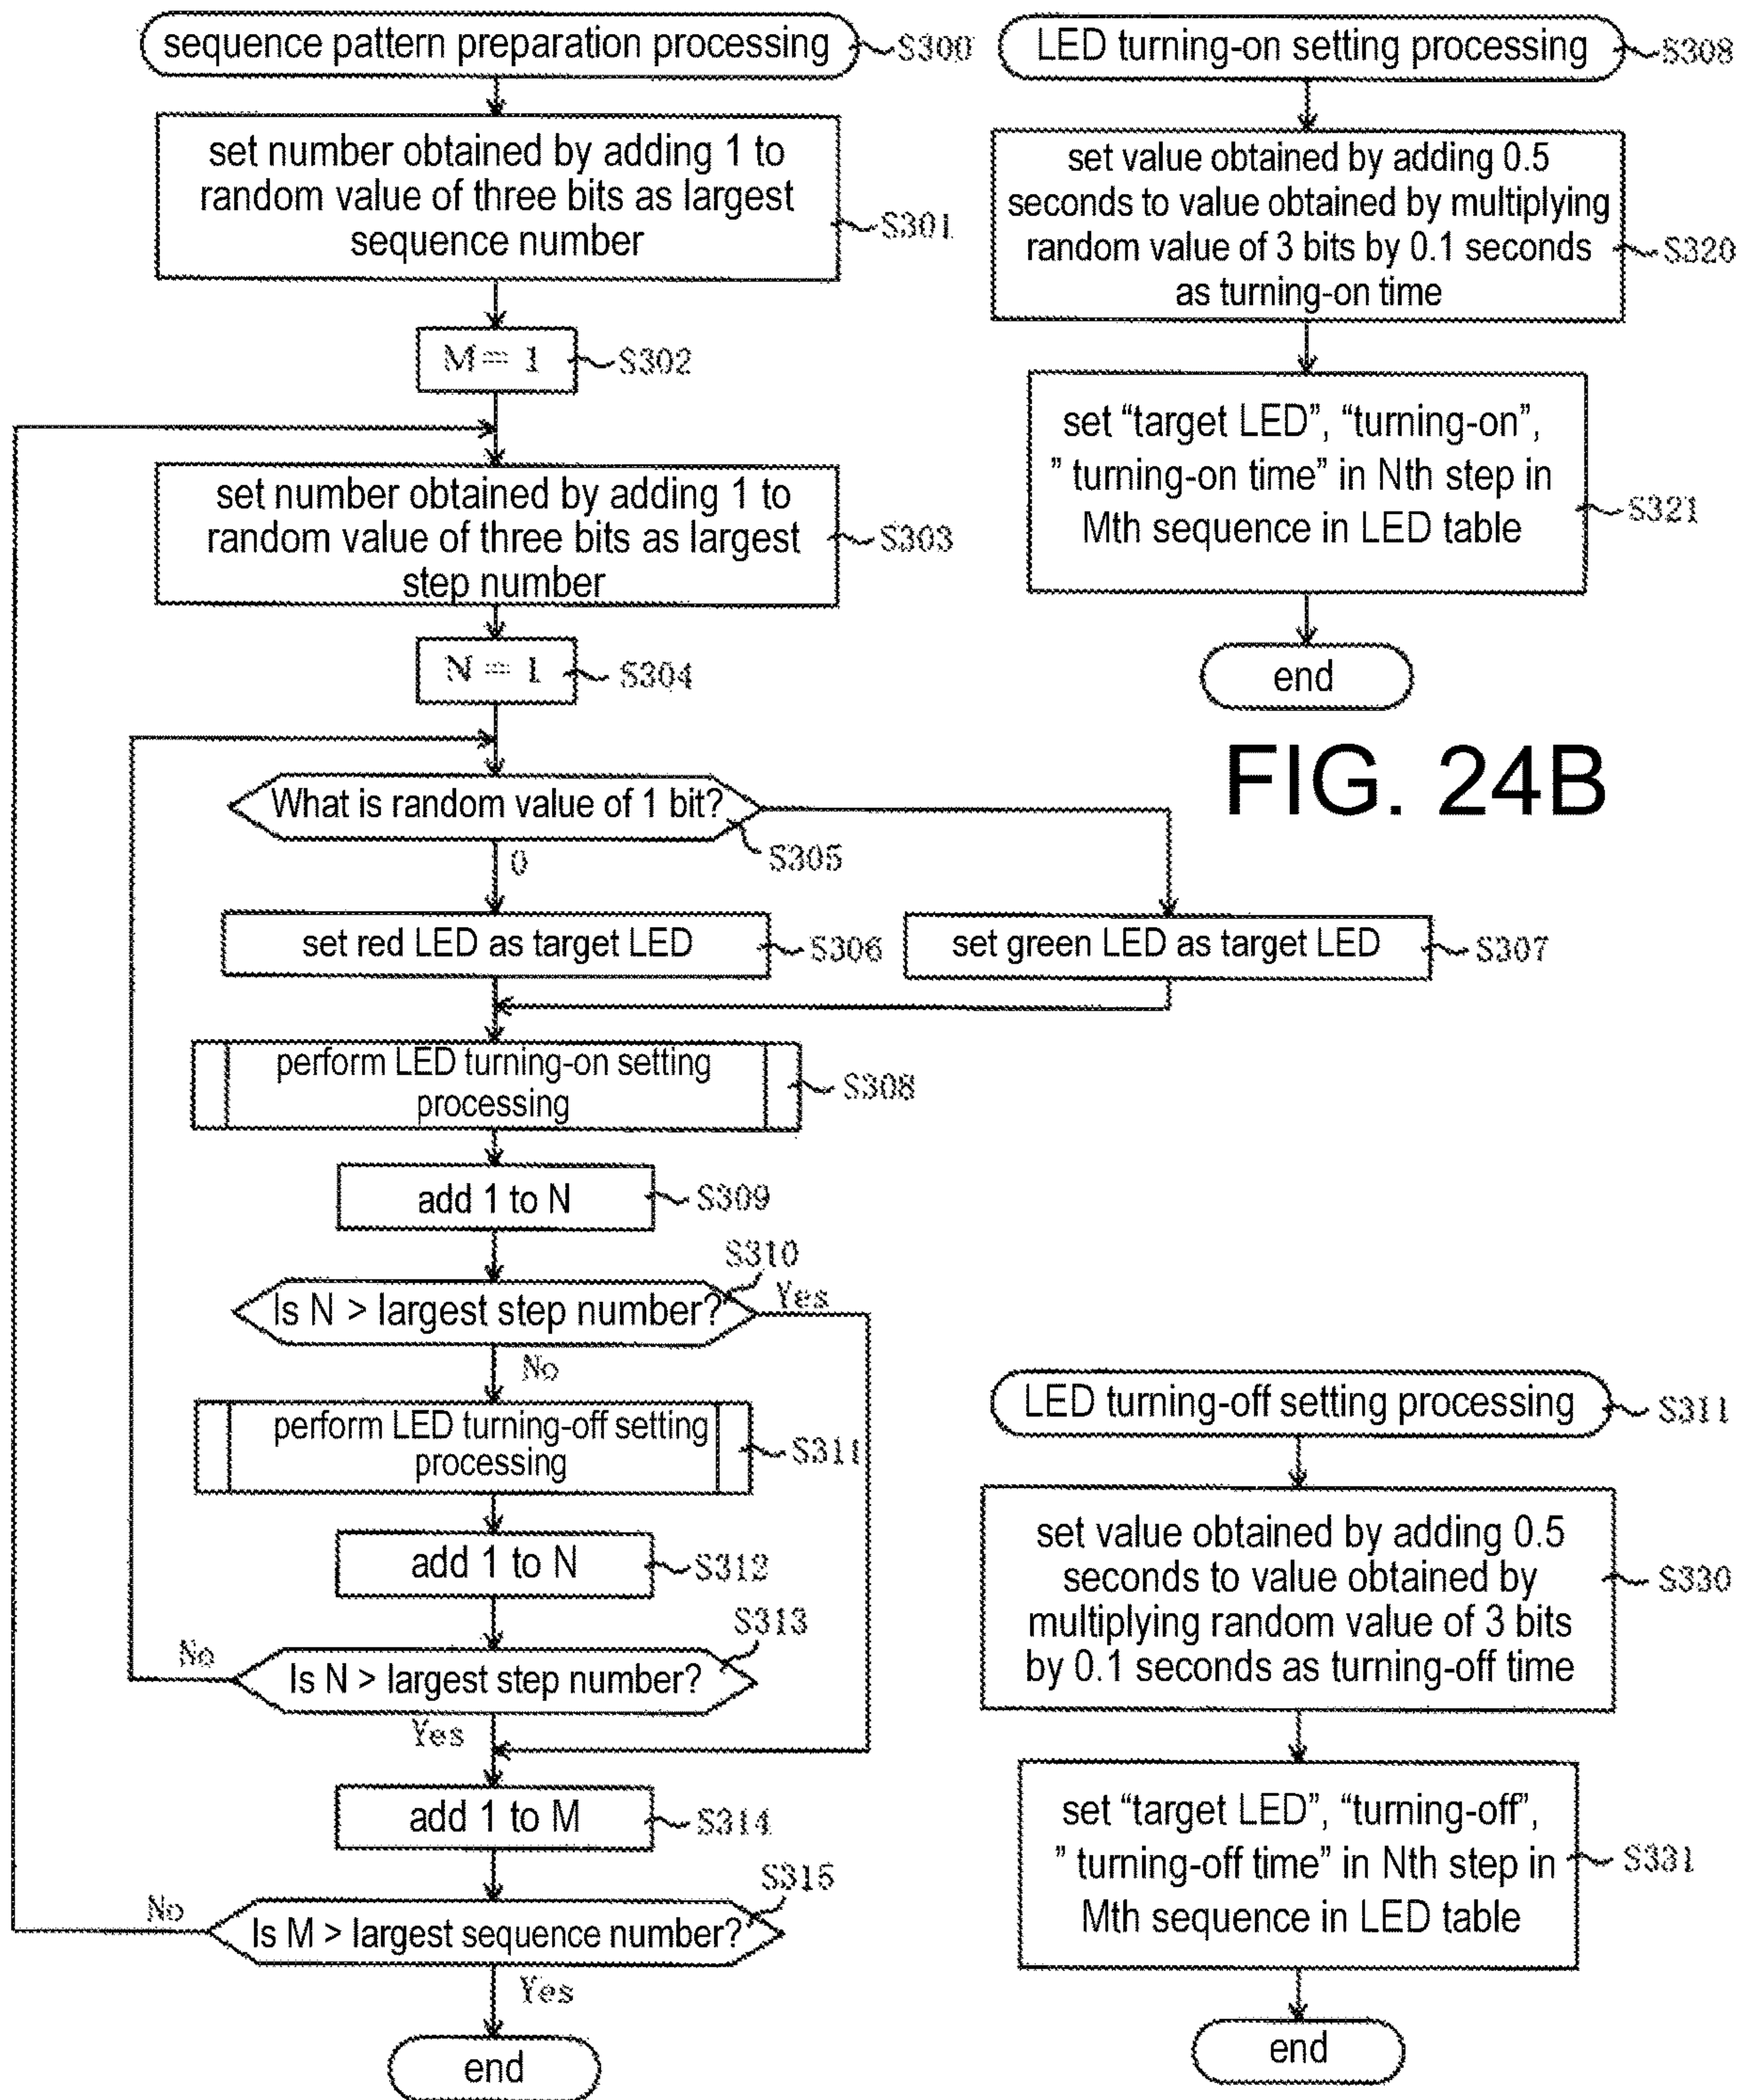 sequence pattern preparation processing
S300
set number obtained by adding 1 to
random value of three bits as largest
sequence number
S301
M = 1
S302
set number obtained by adding 1 to
random value of three bits as largest
step number
S303
N = 1
S304
What is random value of 1 bit?
S305
0
set red LED as target LED
S306
set green LED as target LED
S307
perform LED turning-on setting
processing
S308
add 1 to N
S309
S310
Is N > largest step number?
Yes
No
perform LED turning-off setting
processing
S311
add 1 to N
S312
S313
No
Is N > largest step number?
Yes
add 1 to M
S314
S315
No
Is M > largest sequence number?
Yes
end
LED turning-on setting processing
S308
set value obtained by adding 0.5
seconds to value obtained by multiplying
random value of 3 bits by 0.1 seconds
as turning-on time
S320
set “target LED”, “turning-on”,
” turning-on time” in Nth step in
Mth sequence in LED table
S321
end
FIG. 24B
LED turning-off setting processing
S311
set value obtained by adding 0.5
seconds to value obtained by
multiplying random value of 3 bits
by 0.1 seconds as turning-off time
S330
set “target LED”, “turning-off”,
” turning-off time” in Nth step in
Mth sequence in LED table
S331
end